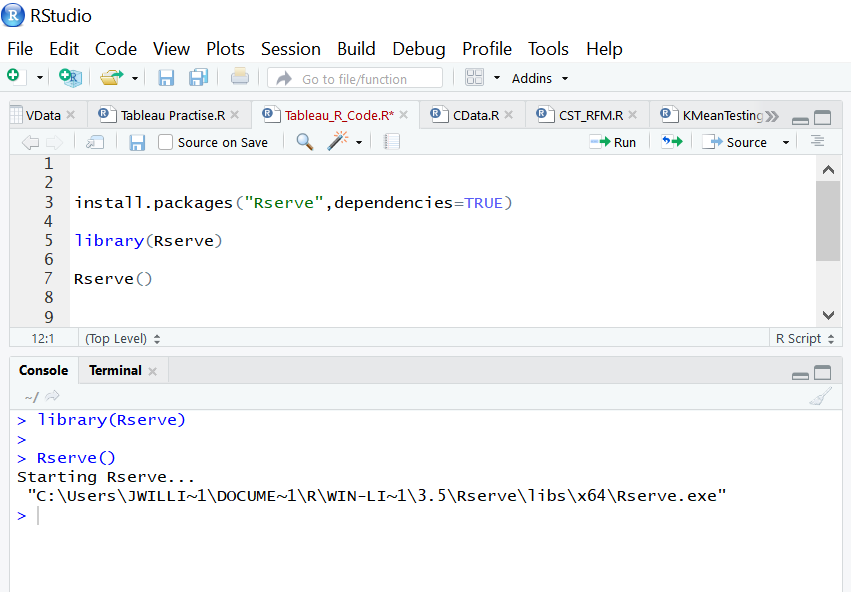 R RStudio
File Edit Code View Plots Session Build Debug Profile Tools Help
Go to file/function Addins
VData Tableau Practise.R Tableau_R_Code.R* CData.R CST_RFM.R KMeanTesting
Source on Save Run Source
1
2
3 install.packages("Rserve",dependencies=TRUE)
4
5 library(Rserve)
6
7 Rserve()
8
9
12:1 (Top Level) R Script
Console Terminal
~/
> library(Rserve)
>
> Rserve()
Starting Rserve...
"C:\Users\JWILLI~1\DOCUME~1\R\WIN-LI~1\3.5\Rserve\libs\x64\Rserve.exe"
>